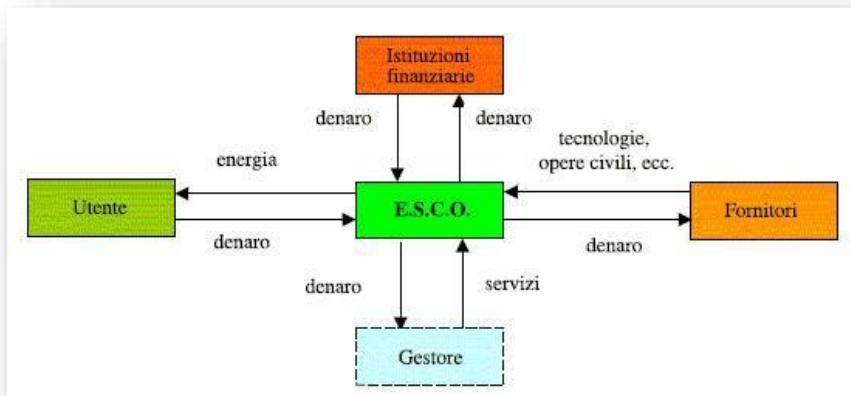 Istituzioni
finanziarie
denaro
denaro
tecnologie,
opere civili, ecc.
energia
Utente
E.S.C.O.
Fornitori
denaro
denaro
denaro
servizi
Gestore